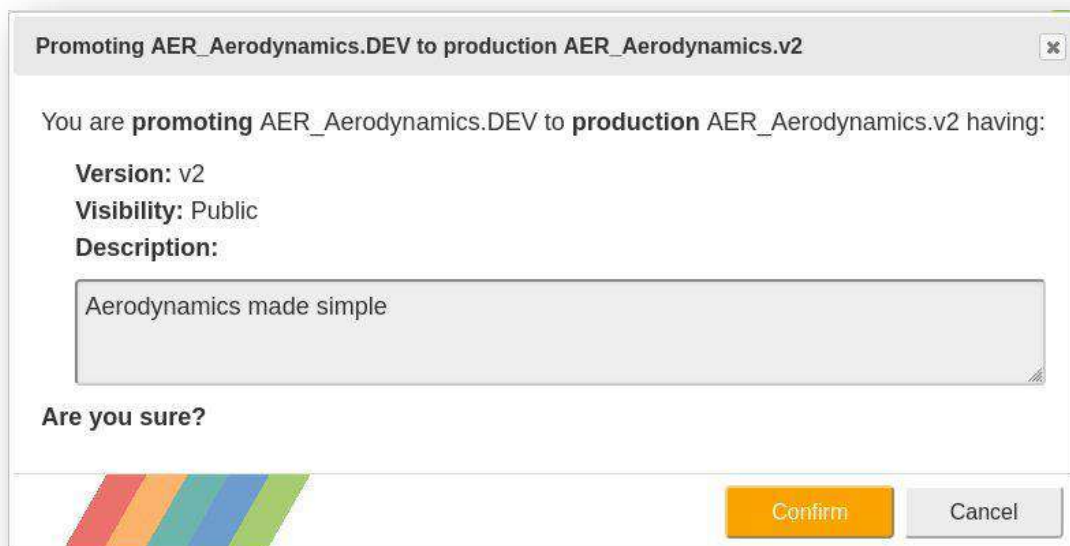 Promoting AER_Aerodynamics.DEV to production AER_Aerodynamics.v2
You are promoting AER_Aerodynamics.DEV to production AER_Aerodynamics.v2 having:
Version: v2
Visibility: Public
Description:
Aerodynamics made simple
Are you sure?
Confirm Cancel